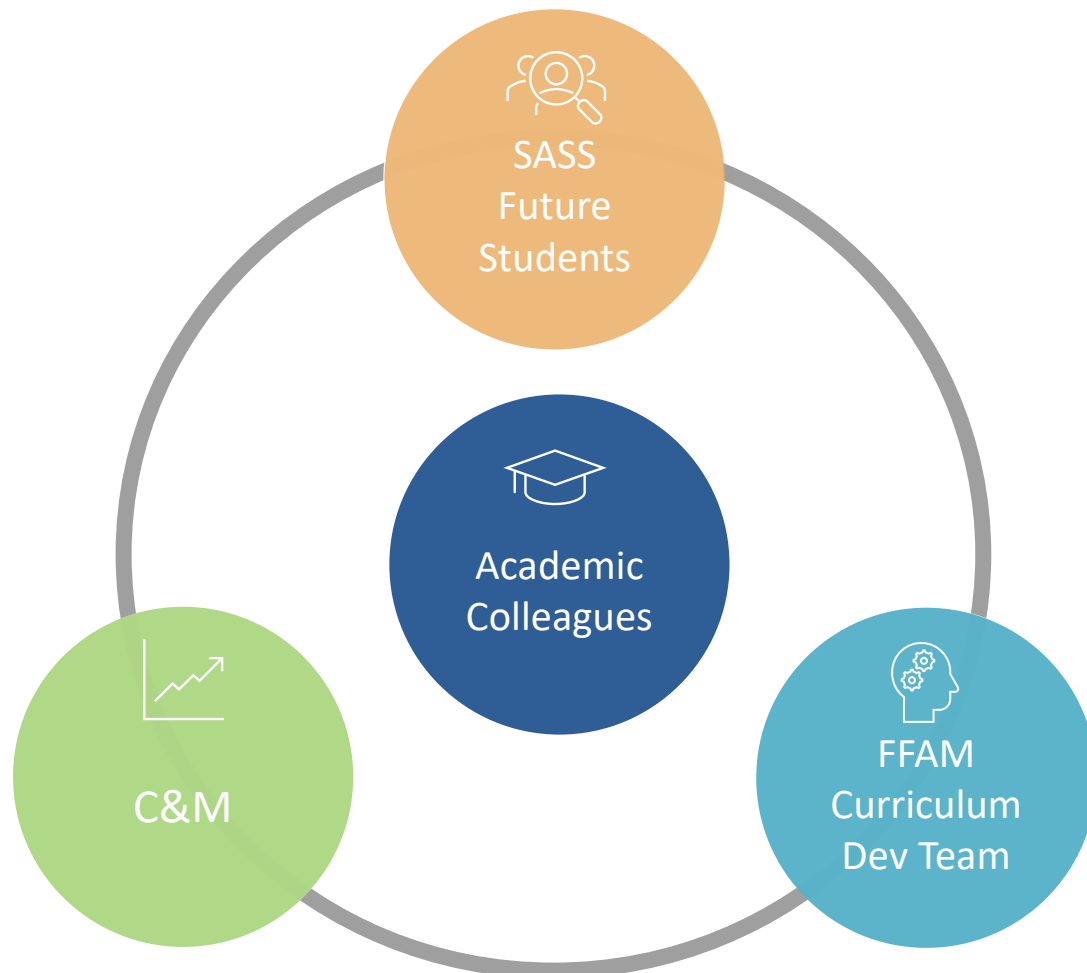 SASS
Future
Students
Academic
Colleagues
C&M
FFAM
Curriculum
Dev Team